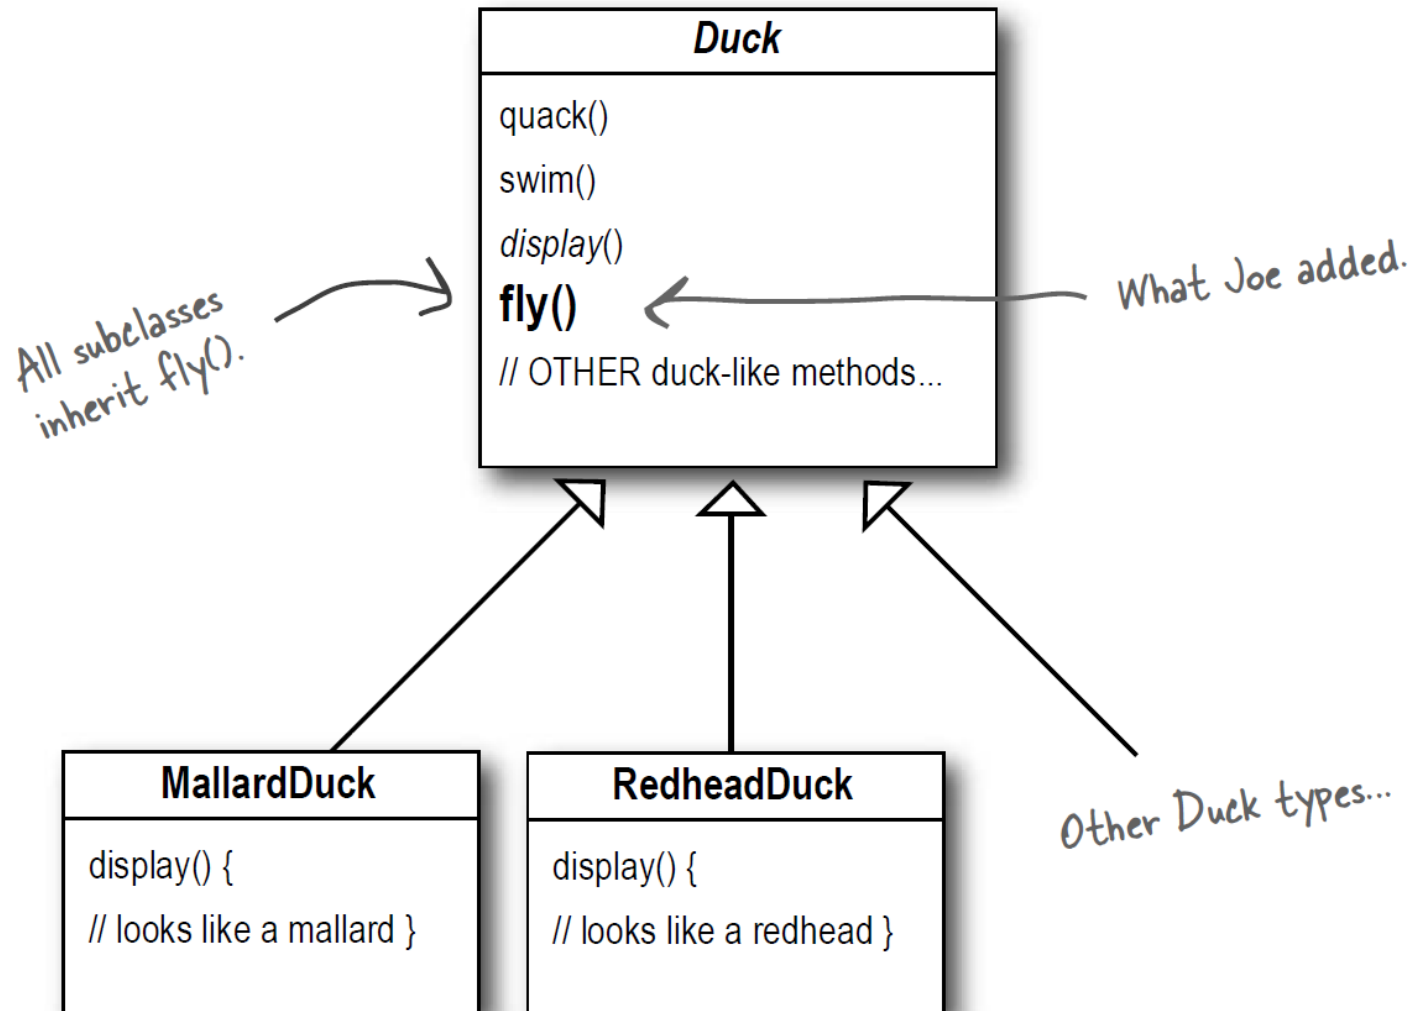 Duck
quack()
swim()
display()
fly()
// OTHER duck-like methods...
All subclasses
inherit fly().
What Joe added.
MallardDuck
display() {
// looks like a mallard }
RedheadDuck
display() {
// looks like a redhead }
Other Duck types...